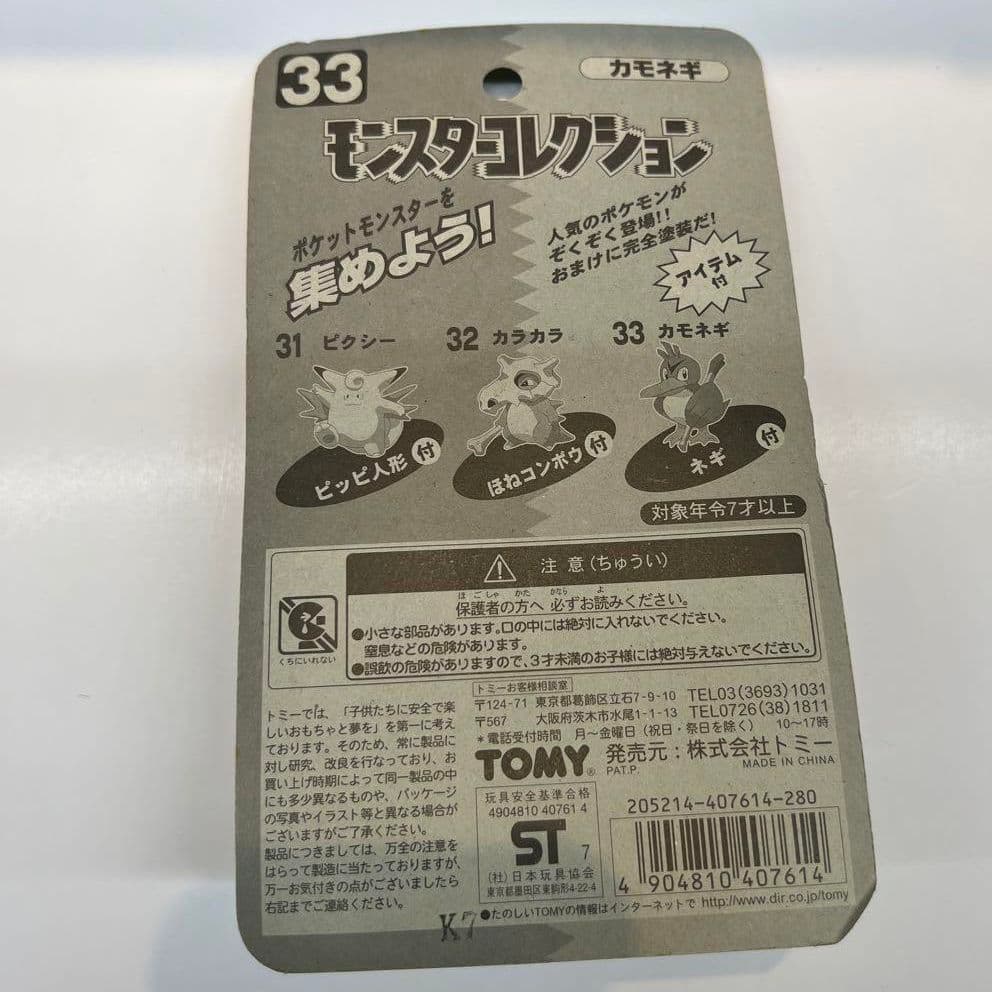 33
カモネギ
モンスターコレクション
ポケットモンスターを
集めよう!
人気のポケモンが
ぞくぞく登場!!
おまけに完全塗装だ!
アイテム
付
31 ピクシー
32 カラカラ
33 カモネギ
ピッピ人形 付
ほねコンボウ 付
ネギ 付
対象年令7才以上
注意(ちゅうい)
ほごしゃ かた かなら よ
保護者の方へ 必ずお読みください。
●小さな部品があります。口の中には絶対に入れないでください。
窒息などの危険があります。
●誤飲の危険がありますので、3才未満のお子様には絶対与えないでください。
くちにいれない
トミーお客様相談室
〒124-71 東京都葛飾区立石7-9-10 TEL03(3693)1031
〒567 大阪府茨木市水尾1-1-13 TEL0726(38)1811
*電話受付時間 月〜金曜日(祝日・祭日を除く) 10〜17時
トミーでは、「子供たちに安全で楽
しいおもちゃと夢を」を第一に考え
ております。そのため、常に製品に
対し研究、改良を行なっており、お
買い上げ時期によって同一製品の中
にも多少異なるものや、パッケージ
の写真やイラスト等と異なる場合が
ございますがご了承ください。
製品につきましては、万全の注意を
はらって製造に当たっておりますが、
万一お気付きの点がございましたら
右記までご連絡ください。
TOMY® 発売元:株式会社トミー
PAT.P. MADE IN CHINA
玩具安全基準合格
4904810 40761 4
ST 7
(社)日本玩具協会
東京都墨田区東駒形4-22-4
205214-407614-280
4 904810 407614
K7
●たのしいTOMYの情報はインターネットで http://www.dir.co.jp/tomy